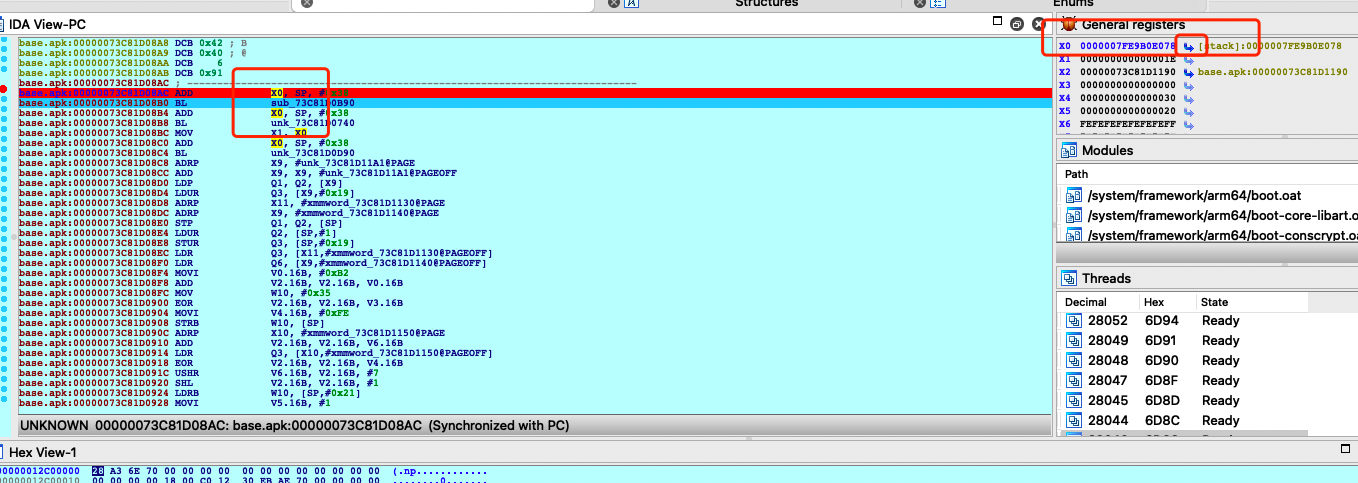 Structures
Enums
IDA View-PC
base.apk:00000073C81D08A8 DCB 0x42 ; B
base.apk:00000073C81D08A9 DCB 0x40 ; @
base.apk:00000073C81D08AA DCB 6
base.apk:00000073C81D08AB DCB 0x91
base.apk:00000073C81D08AC ; ---------------------------------------------------------------------------
base.apk:00000073C81D08AC ADD X0, SP, #0x38
base.apk:00000073C81D08B0 BL sub_73C81D0B90
base.apk:00000073C81D08B4 ADD X0, SP, #0x38
base.apk:00000073C81D08B8 BL unk_73C81D0740
base.apk:00000073C81D08BC MOV X1, X0
base.apk:00000073C81D08C0 ADD X0, SP, #0x38
base.apk:00000073C81D08C4 BL unk_73C81D0D90
base.apk:00000073C81D08C8 ADRP X9, #unk_73C81D11A1@PAGE
base.apk:00000073C81D08CC ADD X9, X9, #unk_73C81D11A1@PAGEOFF
base.apk:00000073C81D08D0 LDP Q1, Q2, [X9]
base.apk:00000073C81D08D4 LDUR Q3, [X9,#0x19]
base.apk:00000073C81D08D8 ADRP X11, #xmmword_73C81D1130@PAGE
base.apk:00000073C81D08DC ADRP X9, #xmmword_73C81D1140@PAGE
base.apk:00000073C81D08E0 STP Q1, Q2, [SP]
base.apk:00000073C81D08E4 LDUR Q2, [SP,#1]
base.apk:00000073C81D08E8 STUR Q3, [SP,#0x19]
base.apk:00000073C81D08EC LDR Q3, [X11,#xmmword_73C81D1130@PAGEOFF]
base.apk:00000073C81D08F0 LDR Q6, [X9,#xmmword_73C81D1140@PAGEOFF]
base.apk:00000073C81D08F4 MOVI V0.16B, #0xB2
base.apk:00000073C81D08F8 ADD V2.16B, V2.16B, V0.16B
base.apk:00000073C81D08FC MOV W10, #0x35
base.apk:00000073C81D0900 EOR V2.16B, V2.16B, V3.16B
base.apk:00000073C81D0904 MOVI V4.16B, #0xFE
base.apk:00000073C81D0908 STRB W10, [SP]
base.apk:00000073C81D090C ADRP X10, #xmmword_73C81D1150@PAGE
base.apk:00000073C81D0910 ADD V2.16B, V2.16B, V6.16B
base.apk:00000073C81D0914 LDR Q3, [X10,#xmmword_73C81D1150@PAGEOFF]
base.apk:00000073C81D0918 EOR V2.16B, V2.16B, V4.16B
base.apk:00000073C81D091C USHR V6.16B, V2.16B, #7
base.apk:00000073C81D0920 SHL V2.16B, V2.16B, #1
base.apk:00000073C81D0924 LDRB W10, [SP,#0x21]
base.apk:00000073C81D0928 MOVI V5.16B, #1
UNKNOWN 00000073C81D08AC: base.apk:00000073C81D08AC (Synchronized with PC)
General registers
X0 0000007FE9B0E078 [stack]:0000007FE9B0E078
X1 000000000000001E
X2 00000073C81D1190 base.apk:00000073C81D1190
X3 0000000000000000
X4 0000000000000030
X5 0000000000000020
X6 FEFEFEFEFEFEFEFF
Modules
Path
/system/framework/arm64/boot.oat
/system/framework/arm64/boot-core-libart.o
/system/framework/arm64/boot-conscrypt.o
Threads
Decimal Hex State
28052 6D94 Ready
28049 6D91 Ready
28048 6D90 Ready
28047 6D8F Ready
28045 6D8D Ready
28044 6D8C Ready
Hex View-1
00000012C00000 28 A3 6E 70 00 00 00 00 00 00 00 00 00 00 00 00 (.np............
00000012C00010 00 00 00 00 18 00 C0 12 30 EB AE 70 00 00 00 00